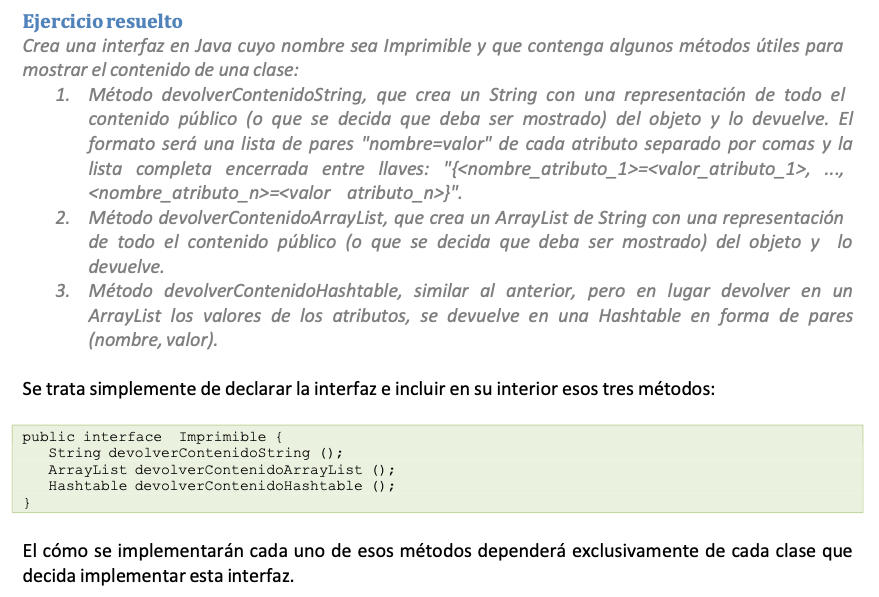 Ejercicio resuelto
Crea una interfaz en Java cuyo nombre sea Imprimible y que contenga algunos métodos útiles para
mostrar el contenido de una clase:
1. Método devolverContenidoString, que crea un String con una representación de todo el
contenido público (o que se decida que deba ser mostrado) del objeto y lo devuelve. El
formato será una lista de pares "nombre=valor" de cada atributo separado por comas y la
lista completa encerrada entre llaves: "{<nombre_atributo_1>=<valor_atributo_1>, ...,
<nombre_atributo_n>=<valor atributo_n>}".
2. Método devolverContenidoArrayList, que crea un ArrayList de String con una representación
de todo el contenido público (o que se decida que deba ser mostrado) del objeto y lo
devuelve.
3. Método devolverContenidoHashtable, similar al anterior, pero en lugar devolver en un
ArrayList los valores de los atributos, se devuelve en una Hashtable en forma de pares
(nombre, valor).
Se trata simplemente de declarar la interfaz e incluir en su interior esos tres métodos:
public interface  Imprimible {
   String devolverContenidoString ();
   ArrayList devolverContenidoArrayList ();
   Hashtable devolverContenidoHashtable ();
}
El cómo se implementarán cada uno de esos métodos dependerá exclusivamente de cada clase que
decida implementar esta interfaz.